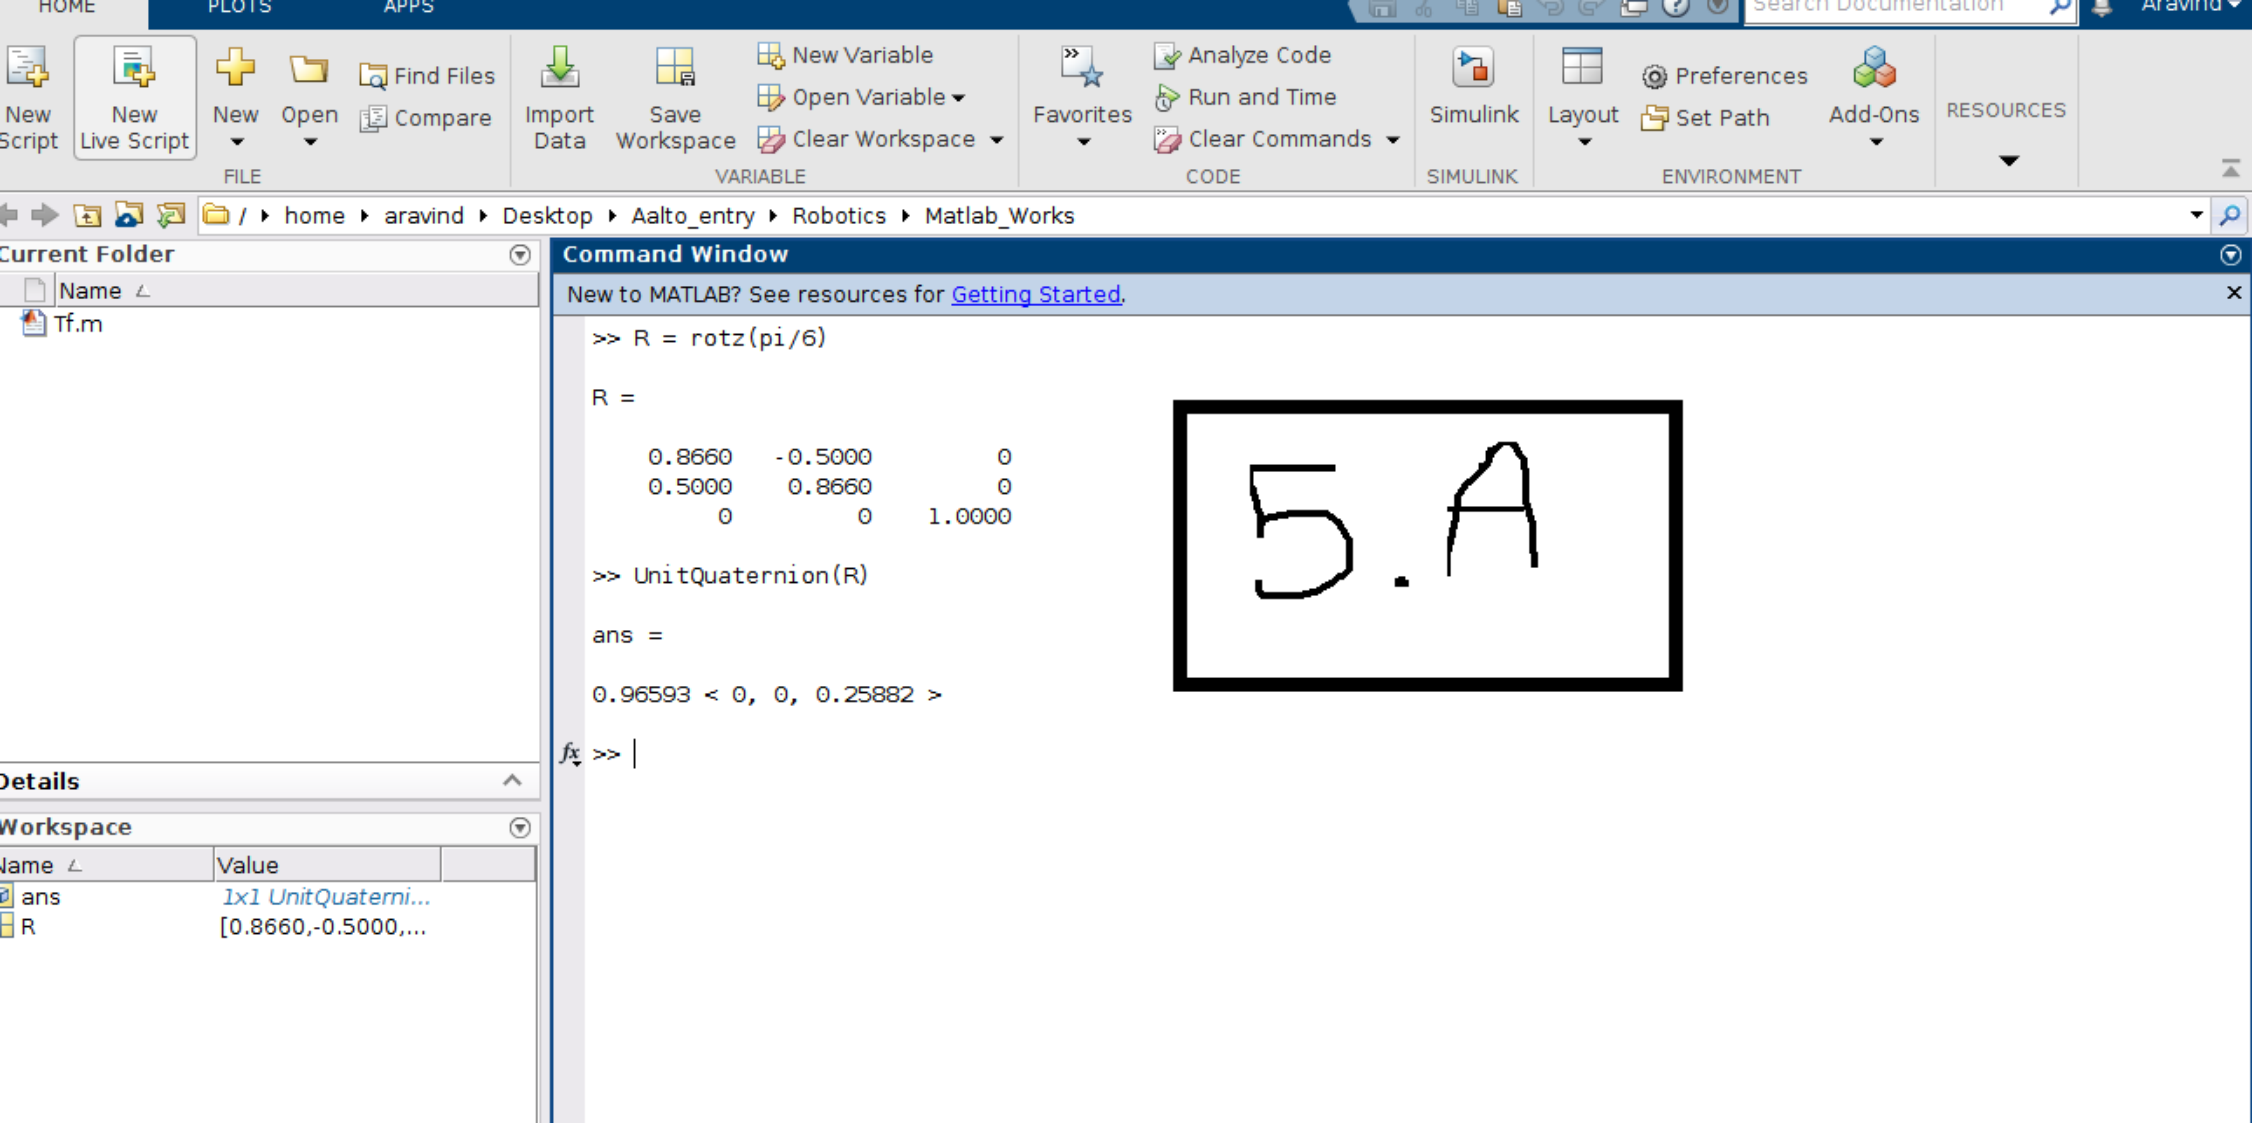 HOME PLOTS APPS Search Documentation Aravind
New Script
New Live Script
New
Open
Find Files
Compare
FILE
Import Data
Save Workspace
New Variable
Open Variable
Clear Workspace
VARIABLE
Favorites
Analyze Code
Run and Time
Clear Commands
CODE
Simulink
SIMULINK
Layout
Preferences
Set Path
Add-Ons
ENVIRONMENT
RESOURCES
/ home aravind Desktop Aalto_entry Robotics Matlab_Works
Current Folder
Name
Tf.m
Details
Workspace
Name Value
ans 1x1 UnitQuaterni...
R [0.8660,-0.5000,...
Command Window
New to MATLAB? See resources for Getting Started.
>> R = rotz(pi/6)
R =
0.8660 -0.5000 0
0.5000 0.8660 0
0 0 1.0000
>> UnitQuaternion(R)
ans =
0.96593 < 0, 0, 0.25882 >
fx >>
5.A